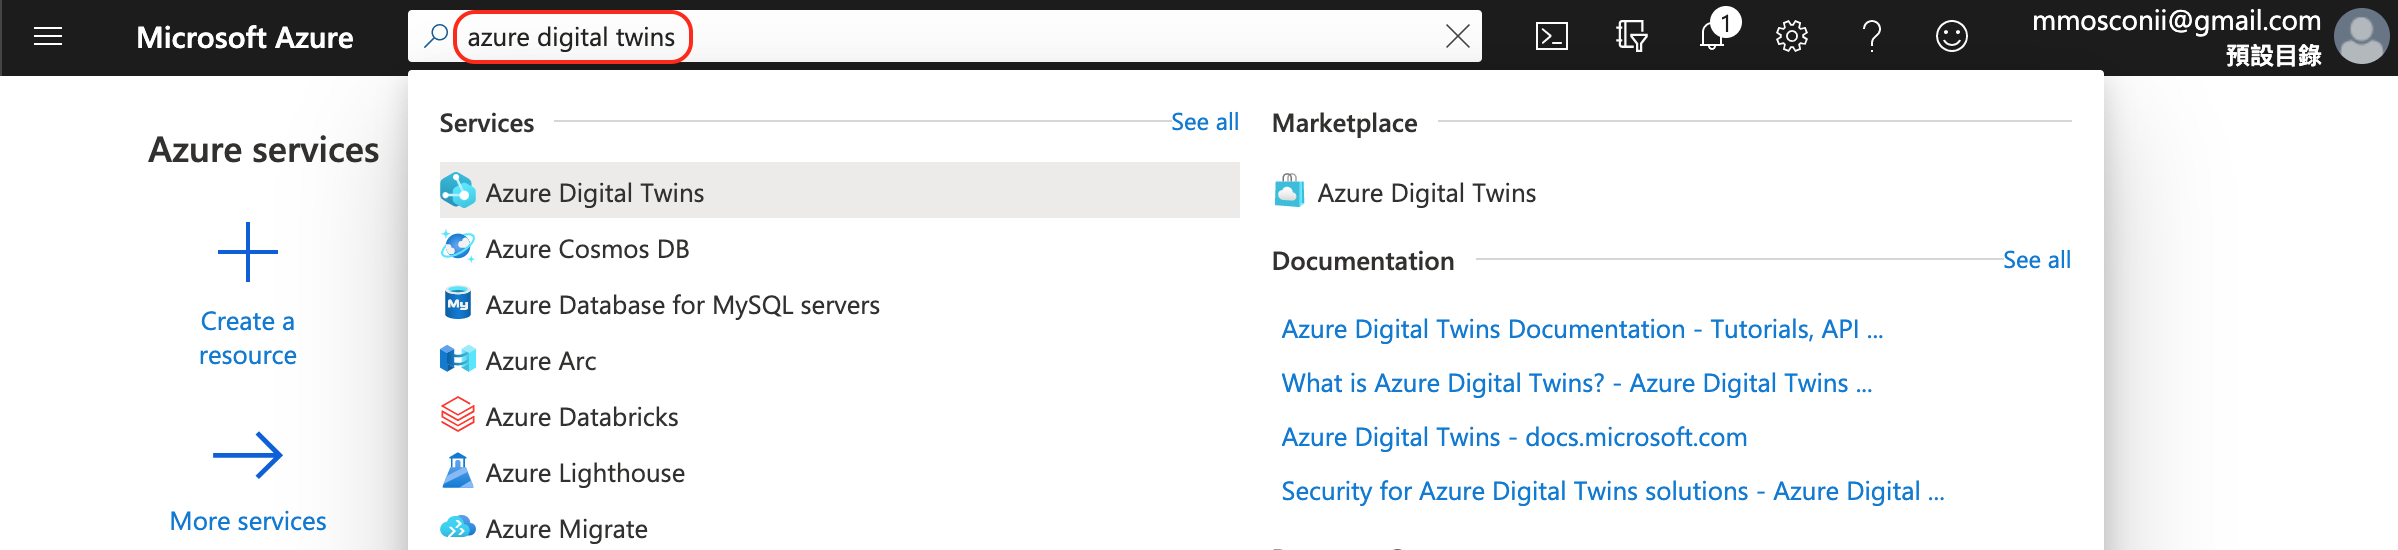 Microsoft Azure
azure digital twins
1
mmosconii@gmail.com
預設目錄
Azure services
Create a
resource
More services
Services
See all
Azure Digital Twins
Azure Cosmos DB
My
Azure Database for MySQL servers
Azure Arc
Azure Databricks
Azure Lighthouse
Azure Migrate
Marketplace
Azure Digital Twins
Documentation
See all
Azure Digital Twins Documentation - Tutorials, API ...
What is Azure Digital Twins? - Azure Digital Twins ...
Azure Digital Twins - docs.microsoft.com
Security for Azure Digital Twins solutions - Azure Digital ...